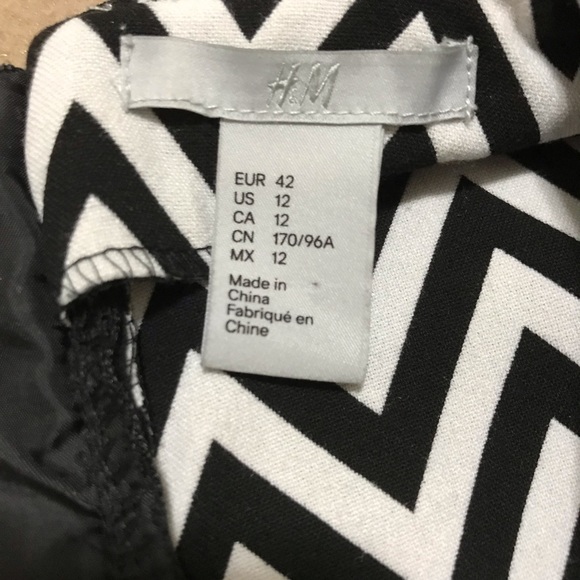 H&M
EUR 42
US 12
CA 12
CN 170/96A
MX 12
Made in
China
Fabriqué en
Chine